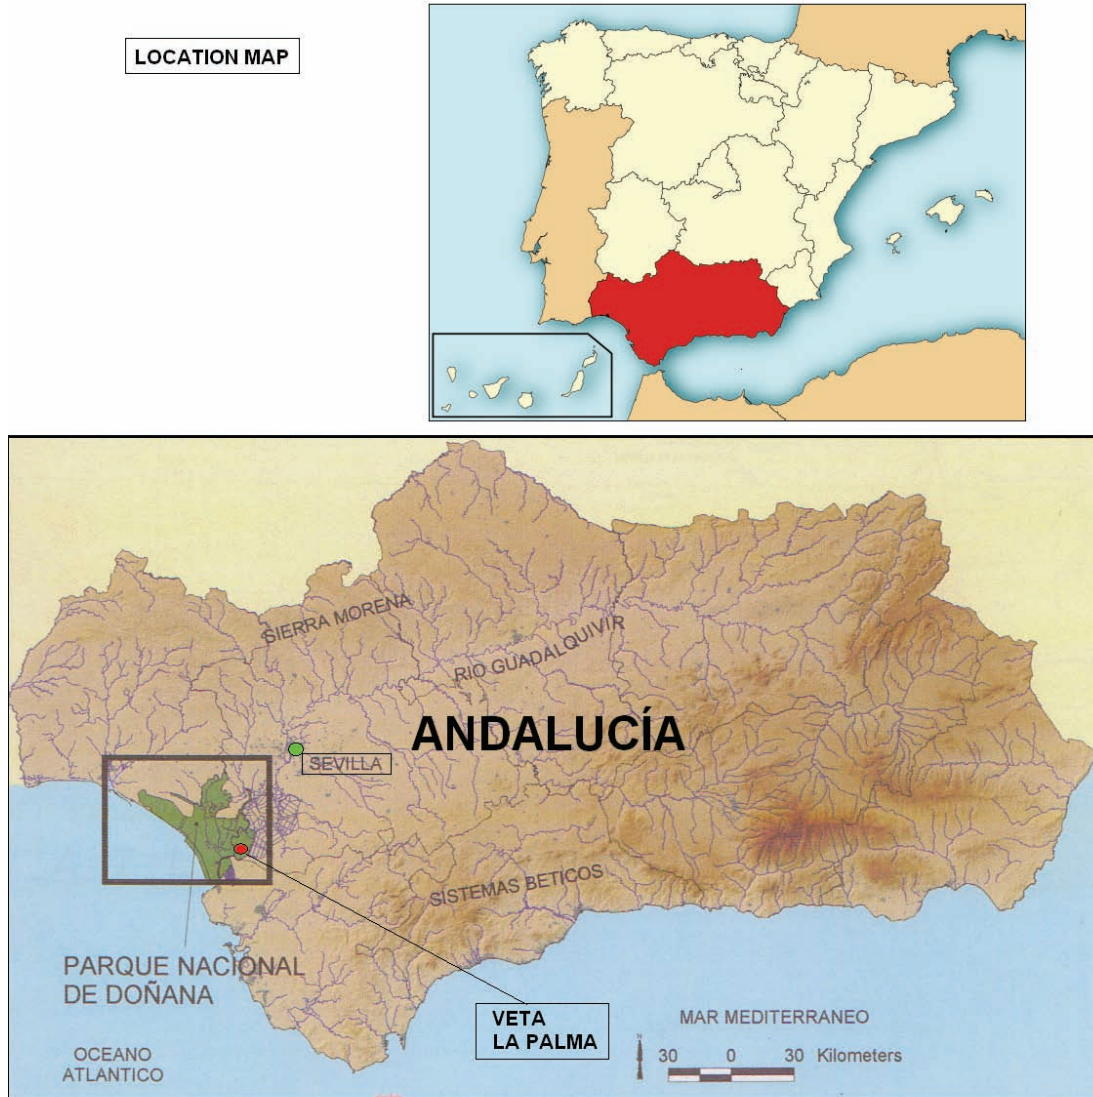 LOCATION MAP
SIERRA MORENA
RIO GUADALQUIVIR
ANDALUCÍA
SEVILLA
SISTEMAS BETICOS
PARQUE NACIONAL
DE DOÑANA
VETA
LA PALMA
MAR MEDITERRANEO
OCEANO
ATLANTICO
N
30 0 30 Kilometers